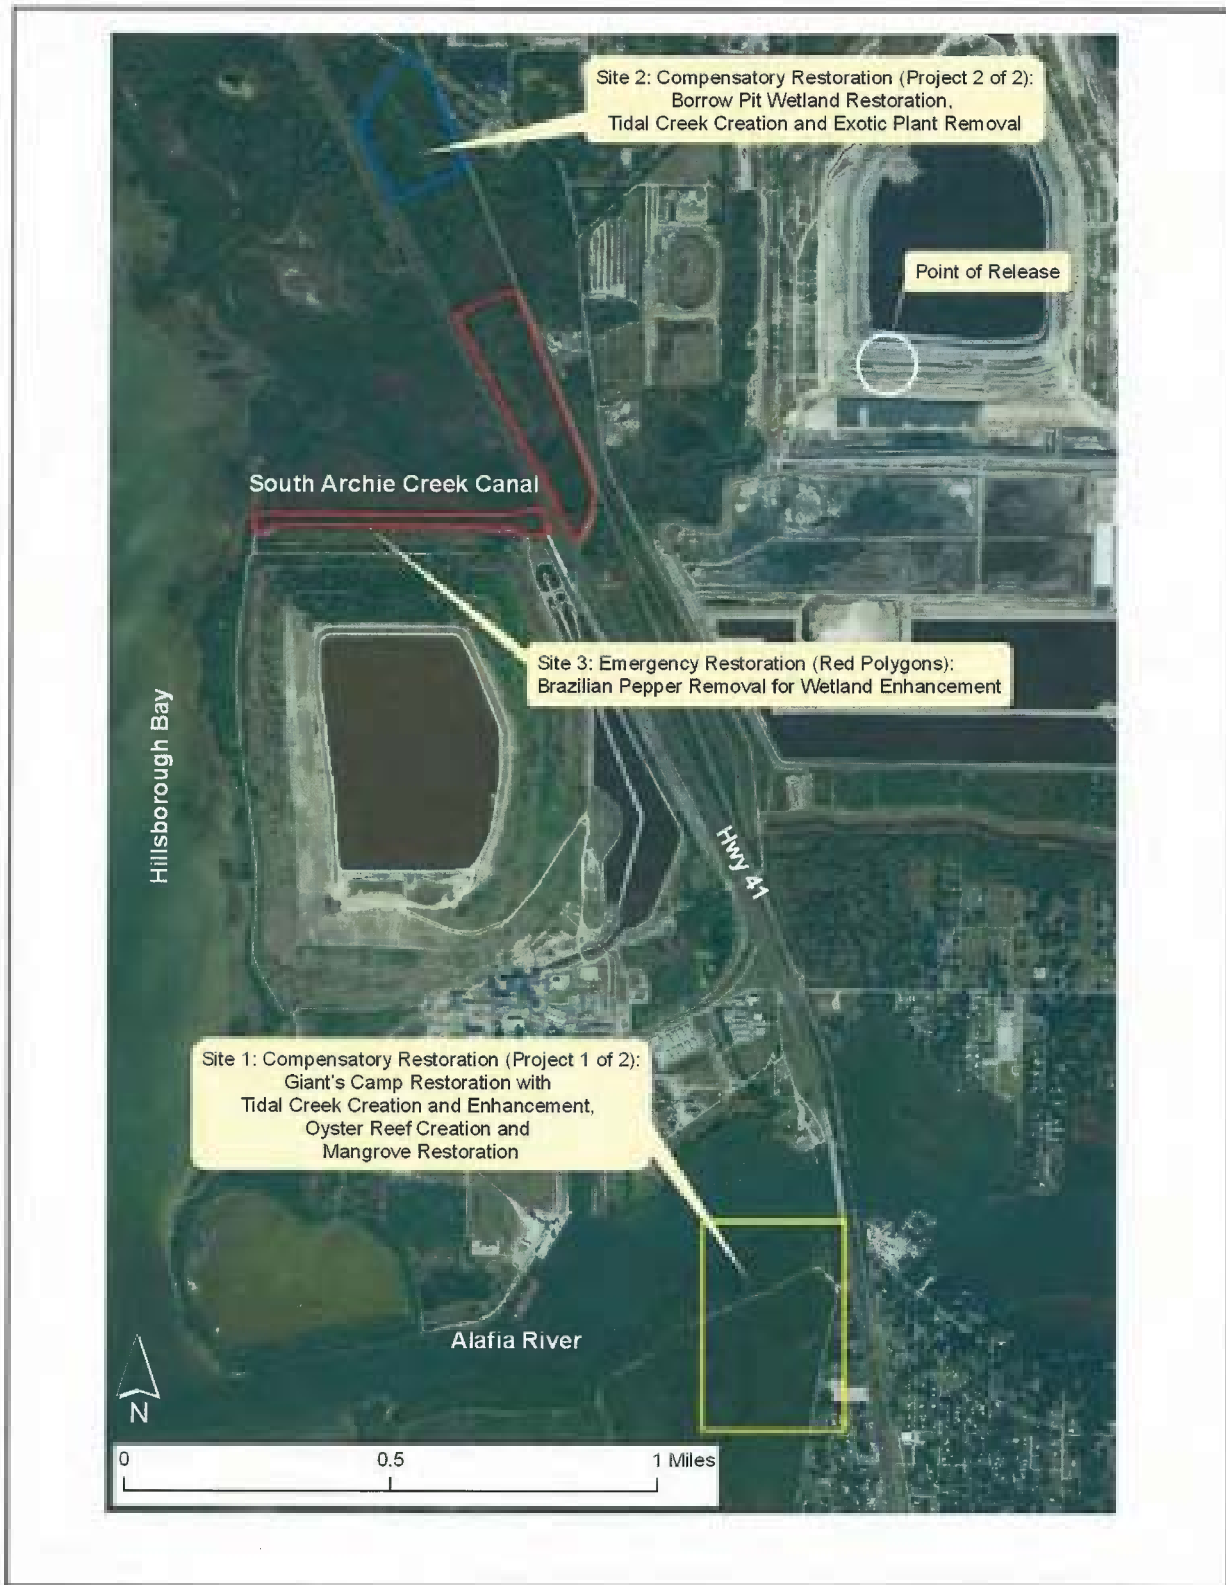 Site 2: Compensatory Restoration (Project 2 of 2):
Borrow Pit Wetland Restoration,
Tidal Creek Creation and Exotic Plant Removal
Point of Release
South Archie Creek Canal
Site 3: Emergency Restoration (Red Polygons):
Brazilian Pepper Removal for Wetland Enhancement
Hillsborough Bay
Hwy 41
Site 1: Compensatory Restoration (Project 1 of 2):
Giant's Camp Restoration with
Tidal Creek Creation and Enhancement,
Oyster Reef Creation and
Mangrove Restoration
Alafia River
N
0 0.5 1 Miles